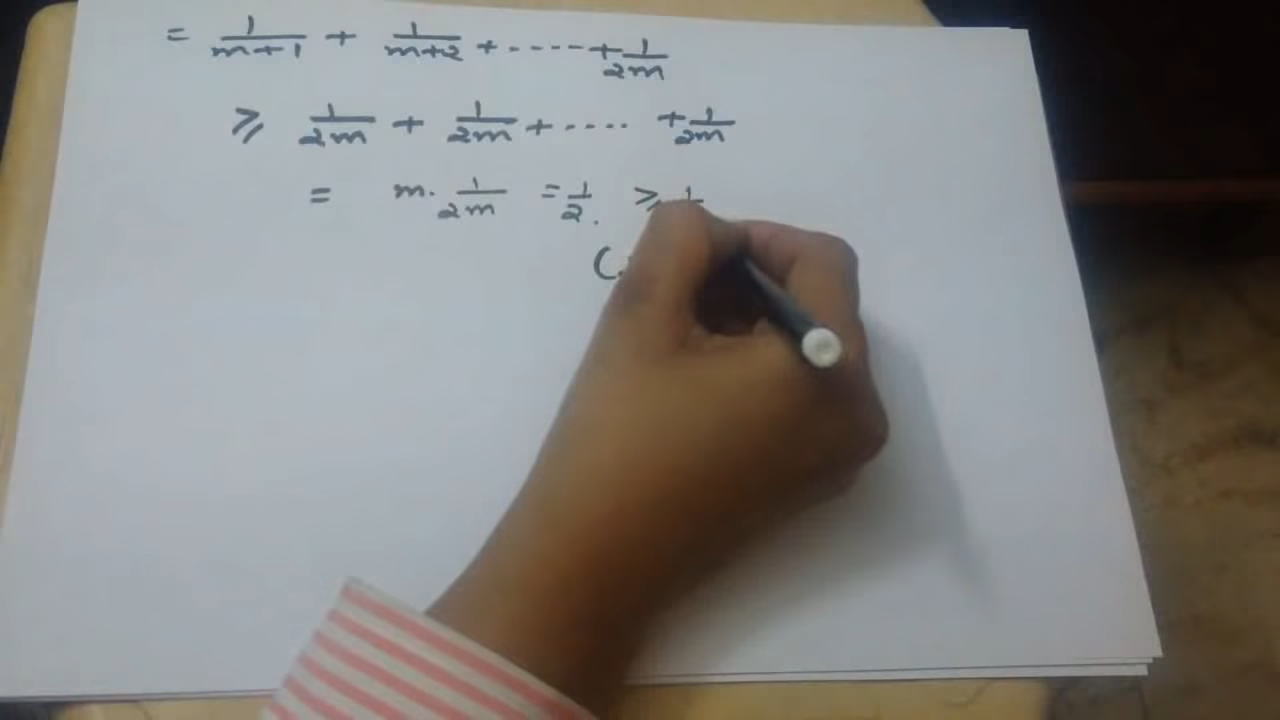 = 1/(m+1) + 1/(m+2) + ----- + 1/2m
≥ 1/2m + 1/2m + .... + 1/2m
= m. 1/2m = 1/2. ≥
(